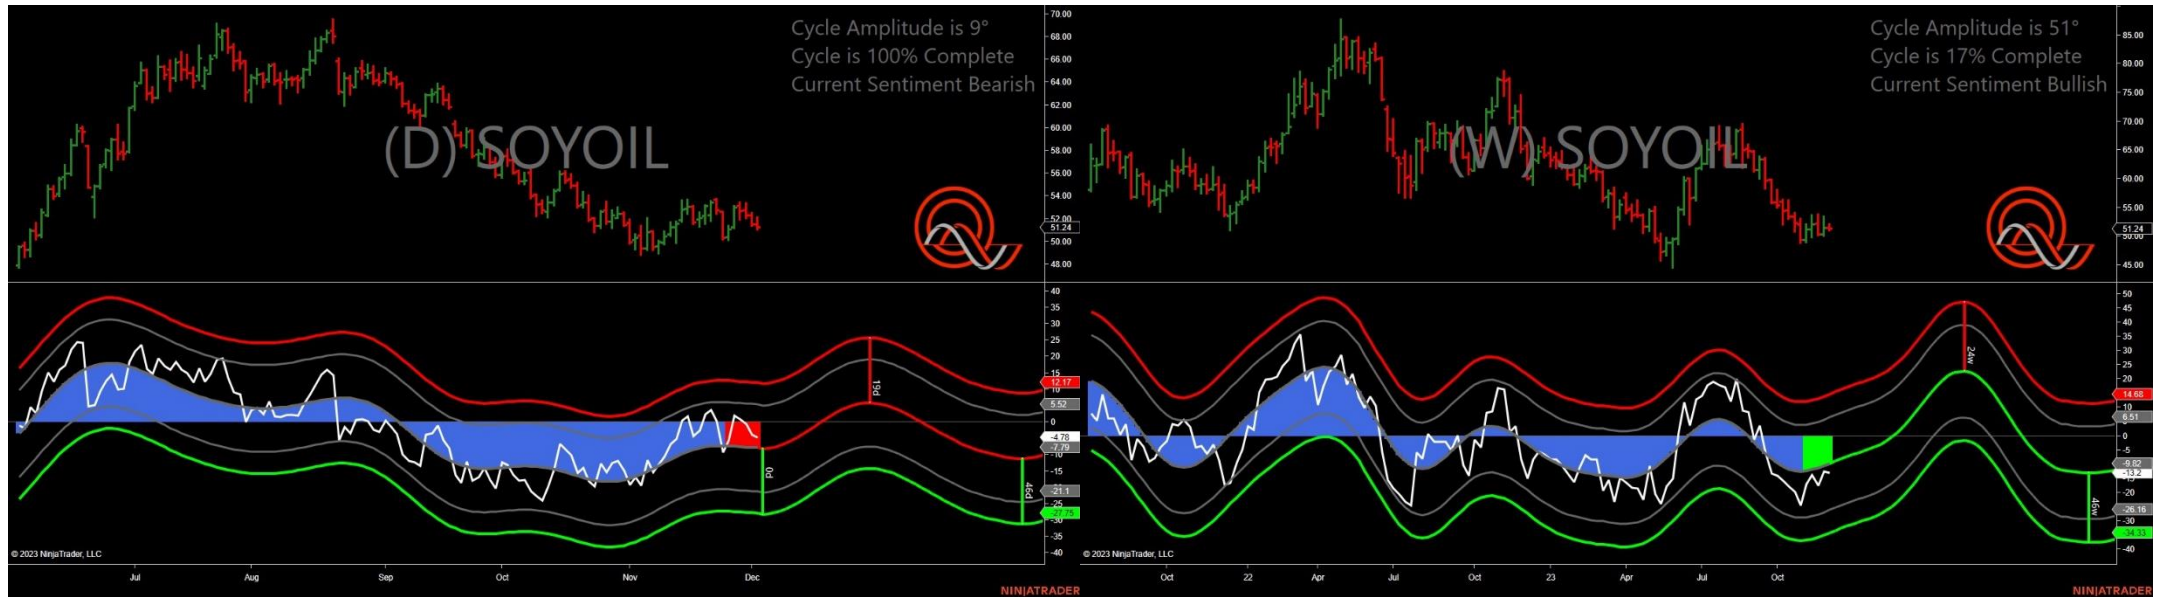 Cycle Amplitude is 9°
Cycle is 100% Complete
Current Sentiment Bearish
(D) SOYOIL
70.00
68.00
66.00
64.00
62.00
60.00
58.00
56.00
54.00
52.00
51.24
50.00
48.00
40
35
30
25
20
15
12.17
10
5.52
0
-4.78
-7.79
-10
-15
-21.1
-25
-27.75
-30
-35
-40
19d
0d
46d
© 2023 NinjaTrader, LLC
Jul
Aug
Sep
Oct
Nov
Dec
NINJATRADER
Cycle Amplitude is 51°
Cycle is 17% Complete
Current Sentiment Bullish
(W) SOYOIL
85.00
80.00
75.00
70.00
65.00
60.00
55.00
51.24
50.00
45.00
50
45
40
35
30
25
20
14.68
10
6.51
0
-5
-9.82
-13.2
-20
-26.16
-30
-34.33
-40
24w
46w
© 2023 NinjaTrader, LLC
Oct
22
Apr
Jul
Oct
23
Apr
Jul
Oct
NINJATRADER